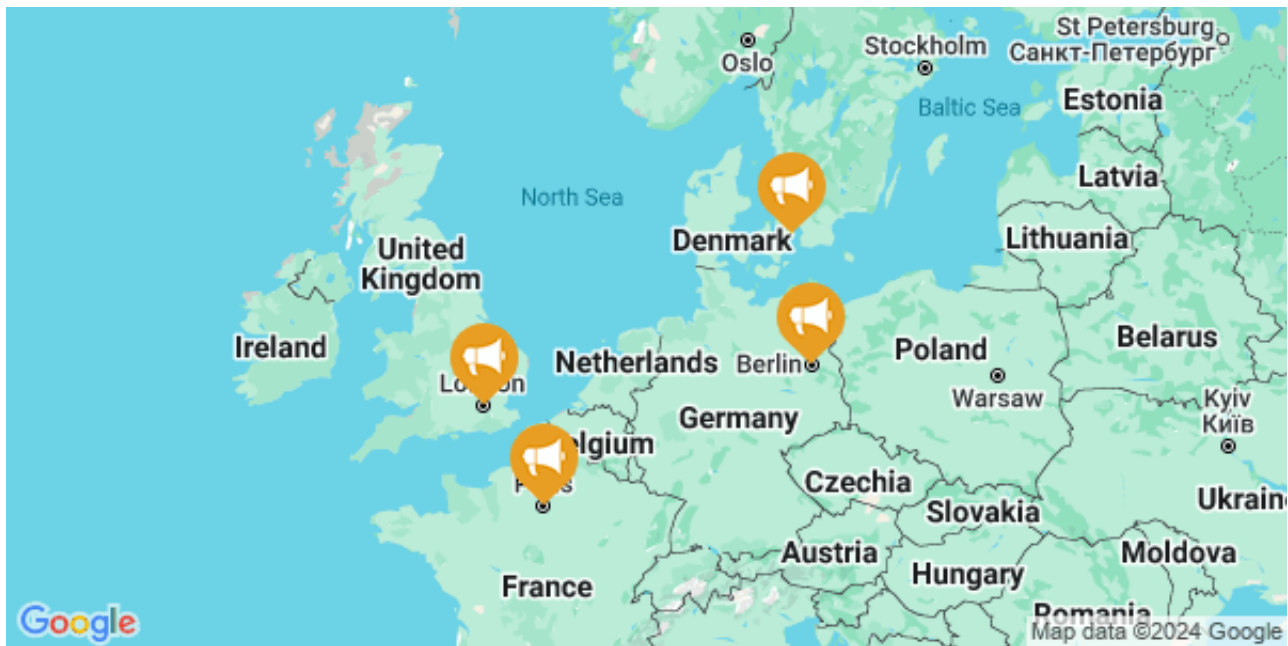 St Petersburg
Санкт-Петербург
Oslo
Stockholm
Baltic Sea
Estonia
Latvia
North Sea
United
Kingdom
Denmark
Lithuania
Ireland
Netherlands
Berlin
Poland
Belarus
Warsaw
Germany
Kyiv
Київ
Czechia
Slovakia
Ukraine
Austria
Moldova
France
Hungary
Romania
Google
Map data ©2024 Google